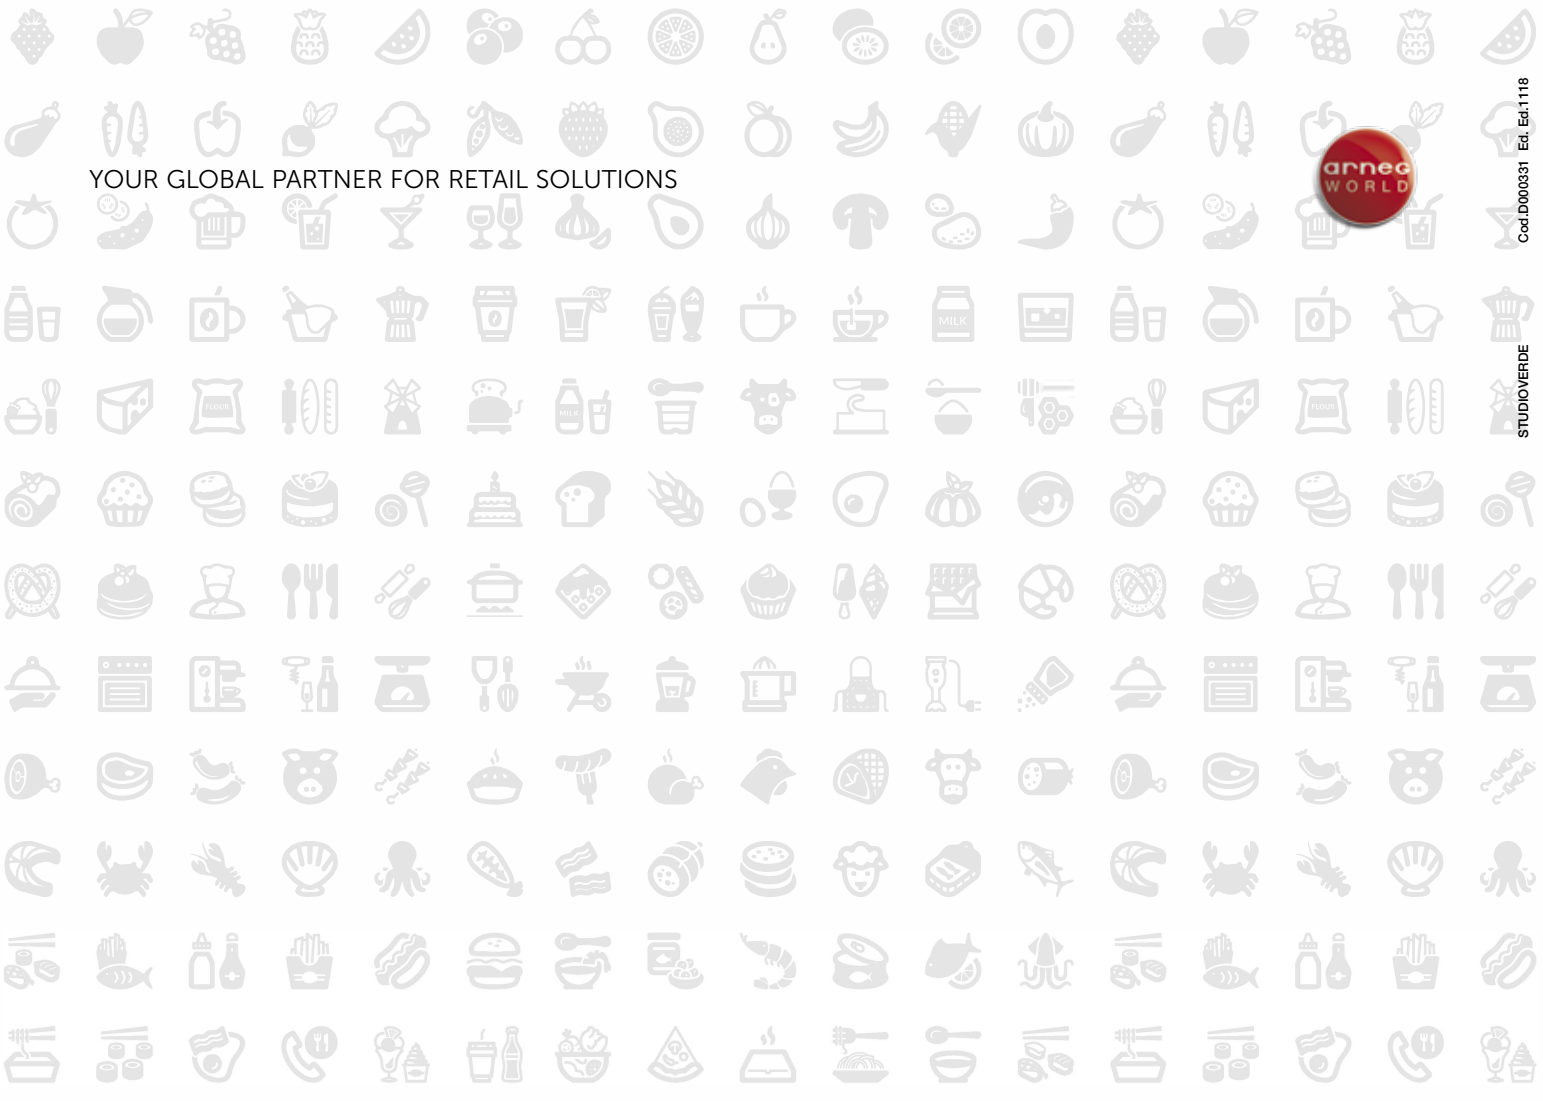 YOUR GLOBAL PARTNER FOR RETAIL SOLUTIONS
arneg
WORLD
Cod.D000331 Ed. Ed.1118
STUDIOVERDE
MILK
FLOUR
MILK
FLOUR